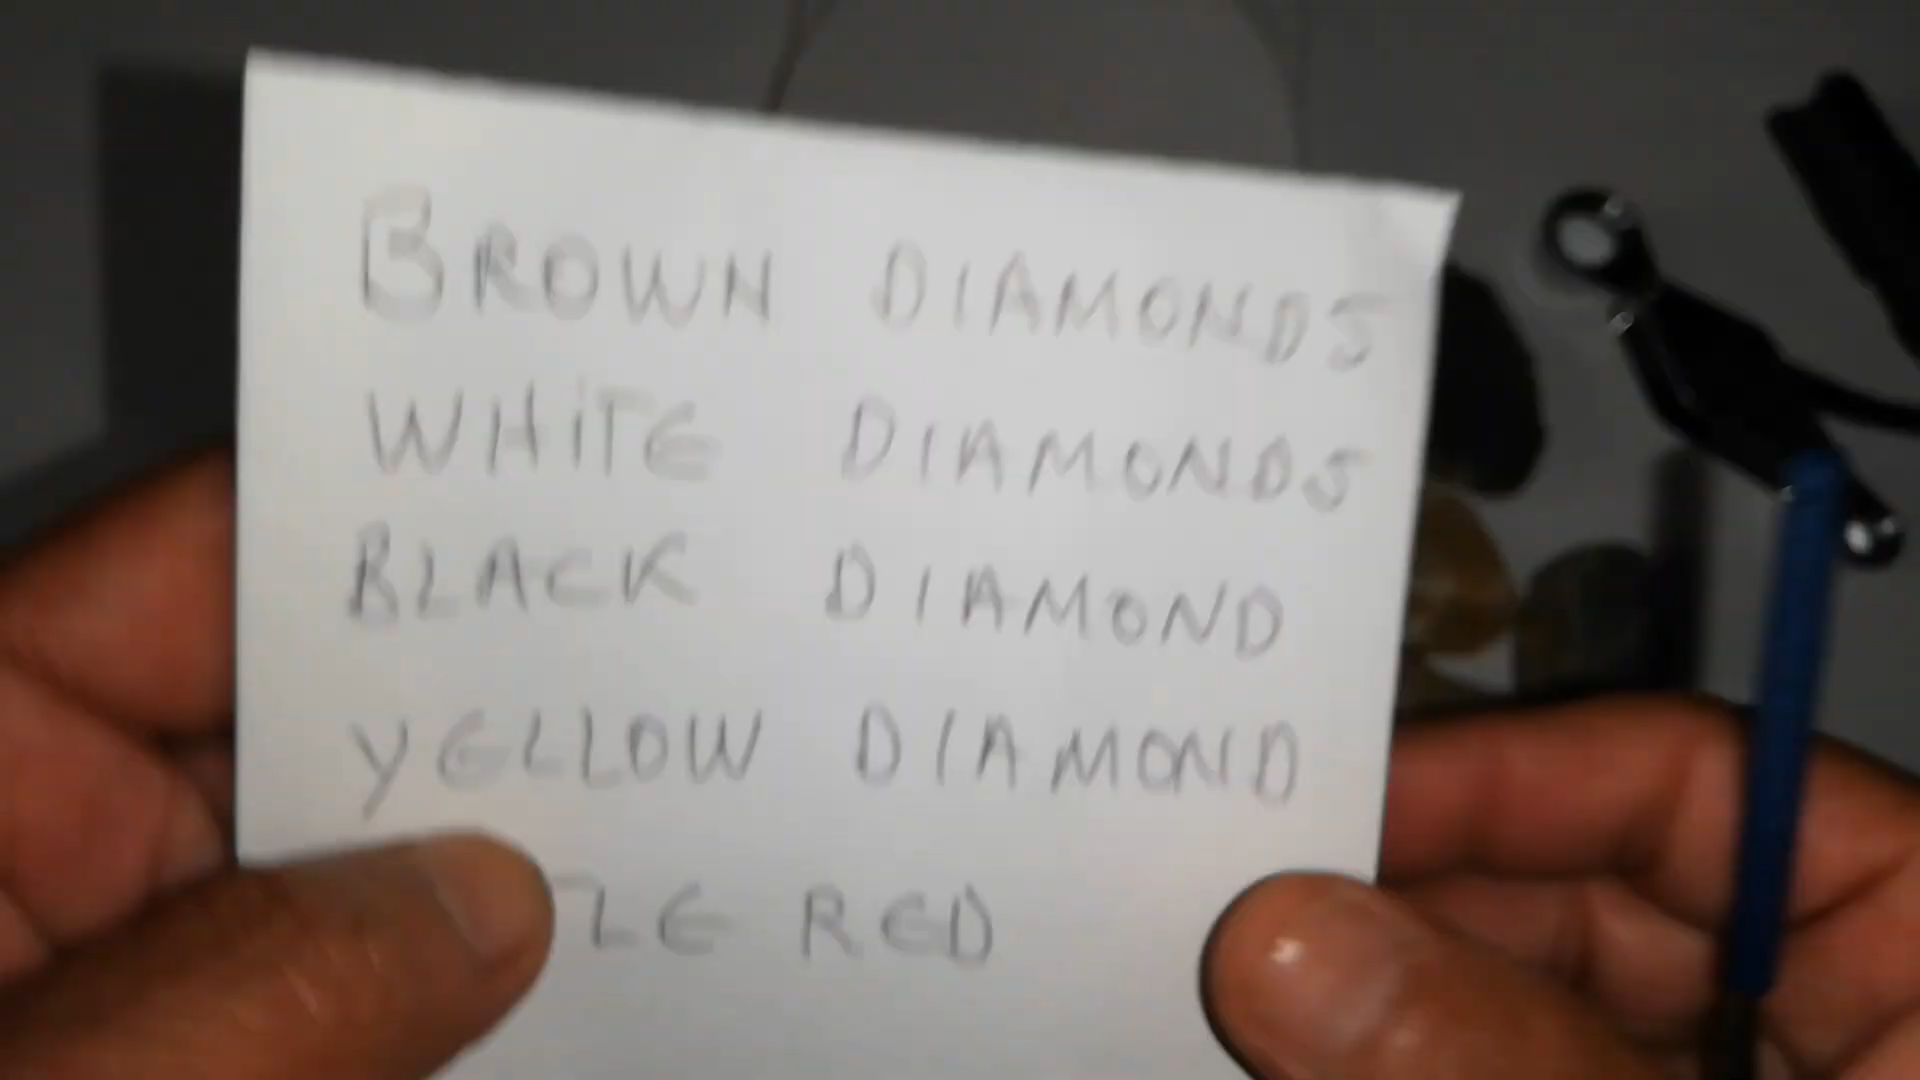 BROWN DIAMONDS
WHiTE DIAMONDS
BLACK DIAMOND
YELLOW DIAMOND
RED